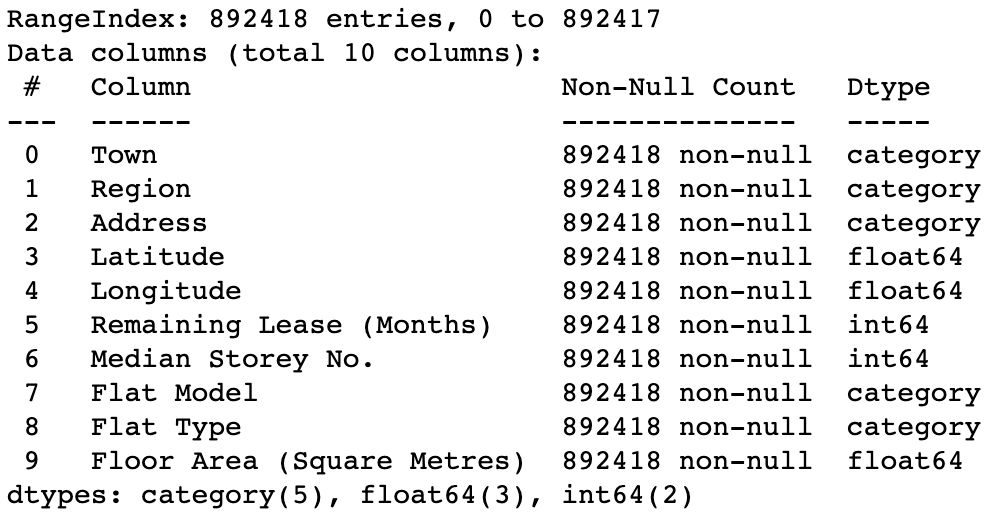 RangeIndex: 892418 entries, 0 to 892417
Data columns (total 10 columns):
 #   Column                        Non-Null Count   Dtype
---  ------                        --------------   -----
 0   Town                          892418 non-null  category
 1   Region                        892418 non-null  category
 2   Address                       892418 non-null  category
 3   Latitude                      892418 non-null  float64
 4   Longitude                     892418 non-null  float64
 5   Remaining Lease (Months)      892418 non-null  int64
 6   Median Storey No.             892418 non-null  int64
 7   Flat Model                    892418 non-null  category
 8   Flat Type                     892418 non-null  category
 9   Floor Area (Square Metres)    892418 non-null  float64
dtypes: category(5), float64(3), int64(2)